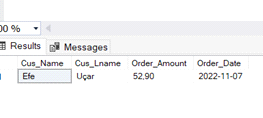 00 %
Results Messages
Cus_Name Cus_Lname Order_Amount Order_Date
Efe Uçar 52,90 2022-11-07